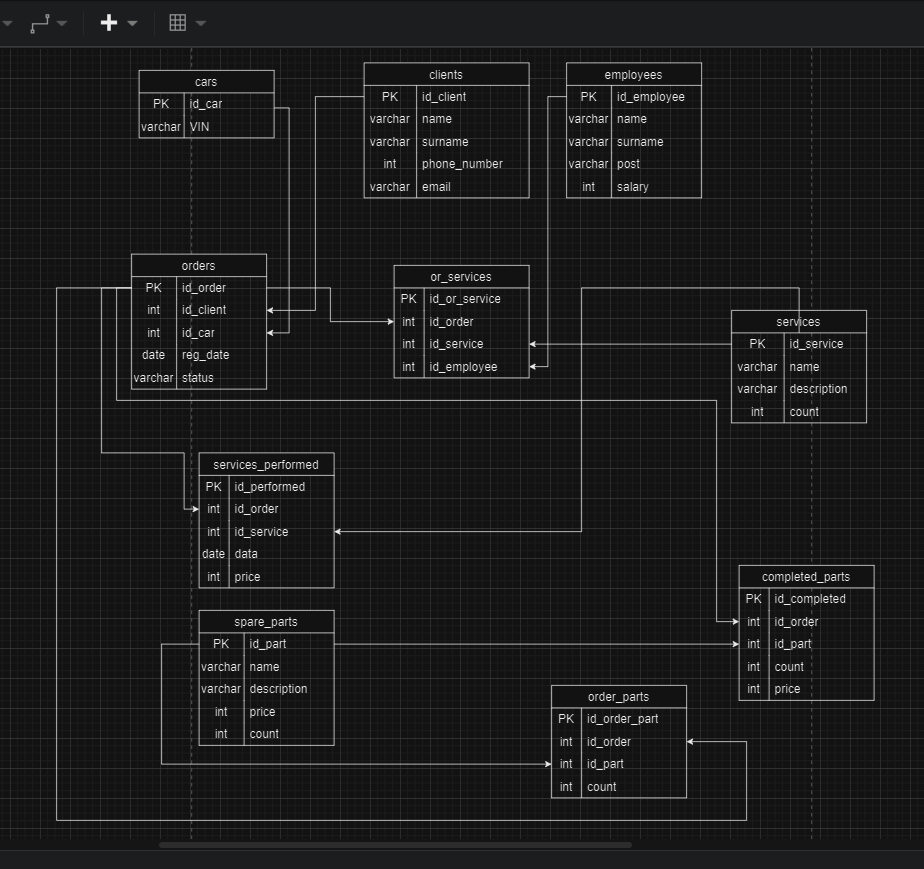 cars
PK id_car
varchar VIN
clients
PK id_client
varchar name
varchar surname
int phone_number
varchar email
employees
PK id_employee
varchar name
varchar surname
varchar post
int salary
orders
PK id_order
int id_client
int id_car
date reg_date
varchar status
or_services
PK id_or_service
int id_order
int id_service
int id_employee
services
PK id_service
varchar name
varchar description
int count
services_performed
PK id_performed
int id_order
int id_service
date data
int price
completed_parts
PK id_completed
int id_order
int id_part
int count
int price
spare_parts
PK id_part
varchar name
varchar description
int price
int count
order_parts
PK id_order_part
int id_order
int id_part
int count